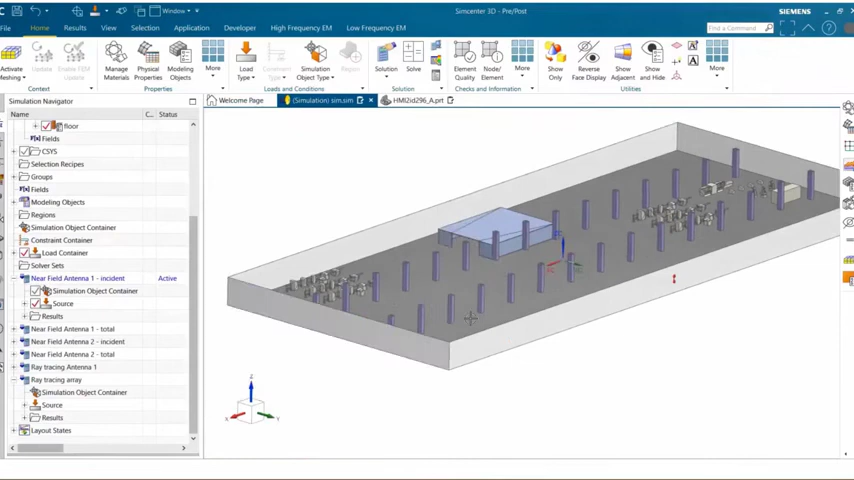 Window
Simcenter 3D - Pre/Post
SIEMENS
File
Home
Results
View
Selection
Application
Developer
High Frequency EM
Low Frequency EM
Find a Command
Activate Meshing
Update
Enable FEM Update
Manage Materials
Physical Properties
Modeling Objects
More
Load Type
Constraint Type
Simulation Object Type
Region
Solution
Solve
Element Quality
Node/ Element
More
Show Only
Reverse Face Display
Show Adjacent
Show and Hide
More
Context
Properties
Loads and Conditions
Solution
Checks and Information
Utilities
Simulation Navigator
Welcome Page
(Simulation) sim.sim
HMI2id296_A.prt
Name
C...
Status
floor
Fields
CSYS
Selection Recipes
Groups
Fields
Modeling Objects
Regions
Simulation Object Container
Constraint Container
Load Container
Solver Sets
Near Field Antenna 1 - incident
Active
Simulation Object Container
Source
Results
Near Field Antenna 1 - total
Near Field Antenna 2 - incident
Near Field Antenna 2 - total
Ray tracing Antenna 1
Ray tracing array
Simulation Object Container
Source
Results
Layout States
Z
X
Y